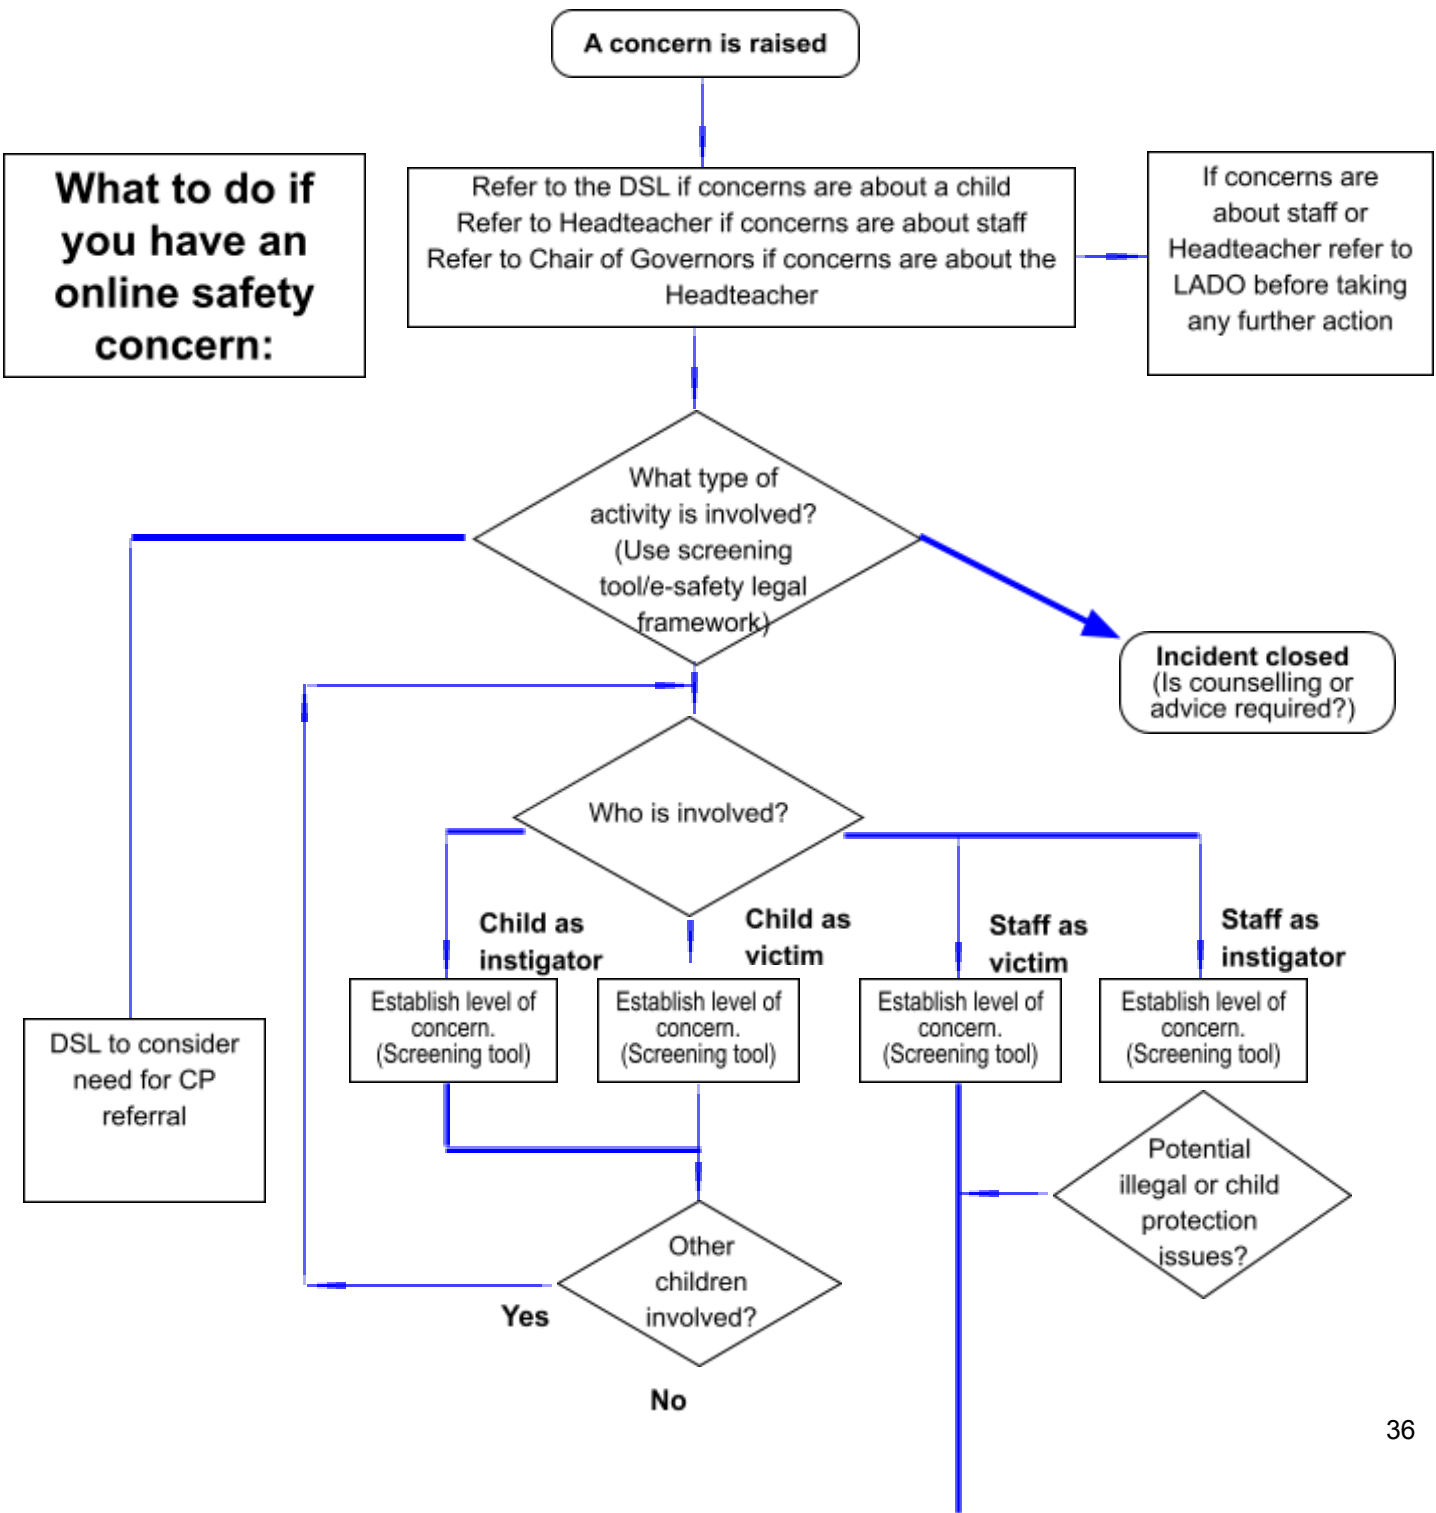 A concern is raised
What to do if
you have an
online safety
concern:
Refer to the DSL if concerns are about a child
Refer to Headteacher if concerns are about staff
Refer to Chair of Governors if concerns are about the
Headteacher
If concerns are
about staff or
Headteacher refer to
LADO before taking
any further action
What type of
activity is involved?
(Use screening
tool/e-safety legal
framework)
Incident closed
(Is counselling or
advice required?)
Who is involved?
Child as
instigator
Child as
victim
Staff as
victim
Staff as
instigator
Establish level of
concern.
(Screening tool)
Establish level of
concern.
(Screening tool)
Establish level of
concern.
(Screening tool)
Establish level of
concern.
(Screening tool)
DSL to consider
need for CP
referral
Potential
illegal or child
protection
issues?
Other
children
involved?
Yes
No
36